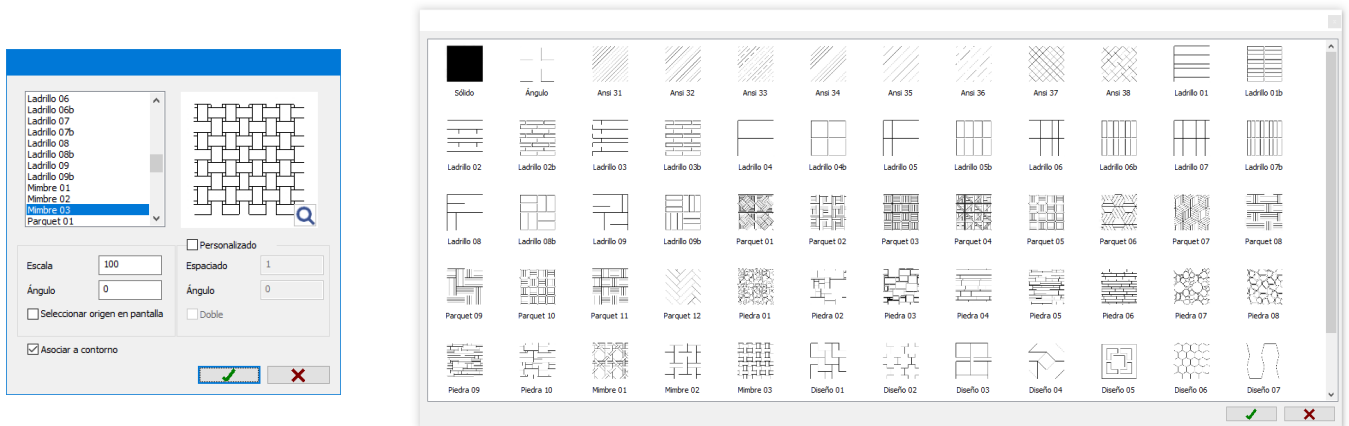 Ladrillo 06
Ladrillo 06b
Ladrillo 07
Ladrillo 07b
Ladrillo 08
Ladrillo 08b
Ladrillo 09
Ladrillo 09b
Mimbre 01
Mimbre 02
Mimbre 03
Parquet 01
Escala 100
Ángulo 0
Seleccionar origen en pantalla
Personalizado
Espaciado 1
Ángulo 0
Doble
Asociar a contorno
Sólido Ángulo Ansi 31 Ansi 32 Ansi 33 Ansi 34 Ansi 35 Ansi 36 Ansi 37 Ansi 38 Ladrillo 01 Ladrillo 01b
Ladrillo 02 Ladrillo 02b Ladrillo 03 Ladrillo 03b Ladrillo 04 Ladrillo 04b Ladrillo 05 Ladrillo 05b Ladrillo 06 Ladrillo 06b Ladrillo 07 Ladrillo 07b
Ladrillo 08 Ladrillo 08b Ladrillo 09 Ladrillo 09b Parquet 01 Parquet 02 Parquet 03 Parquet 04 Parquet 05 Parquet 06 Parquet 07 Parquet 08
Parquet 09 Parquet 10 Parquet 11 Parquet 12 Piedra 01 Piedra 02 Piedra 03 Piedra 04 Piedra 05 Piedra 06 Piedra 07 Piedra 08
Piedra 09 Piedra 10 Mimbre 01 Mimbre 02 Mimbre 03 Diseño 01 Diseño 02 Diseño 03 Diseño 04 Diseño 05 Diseño 06 Diseño 07